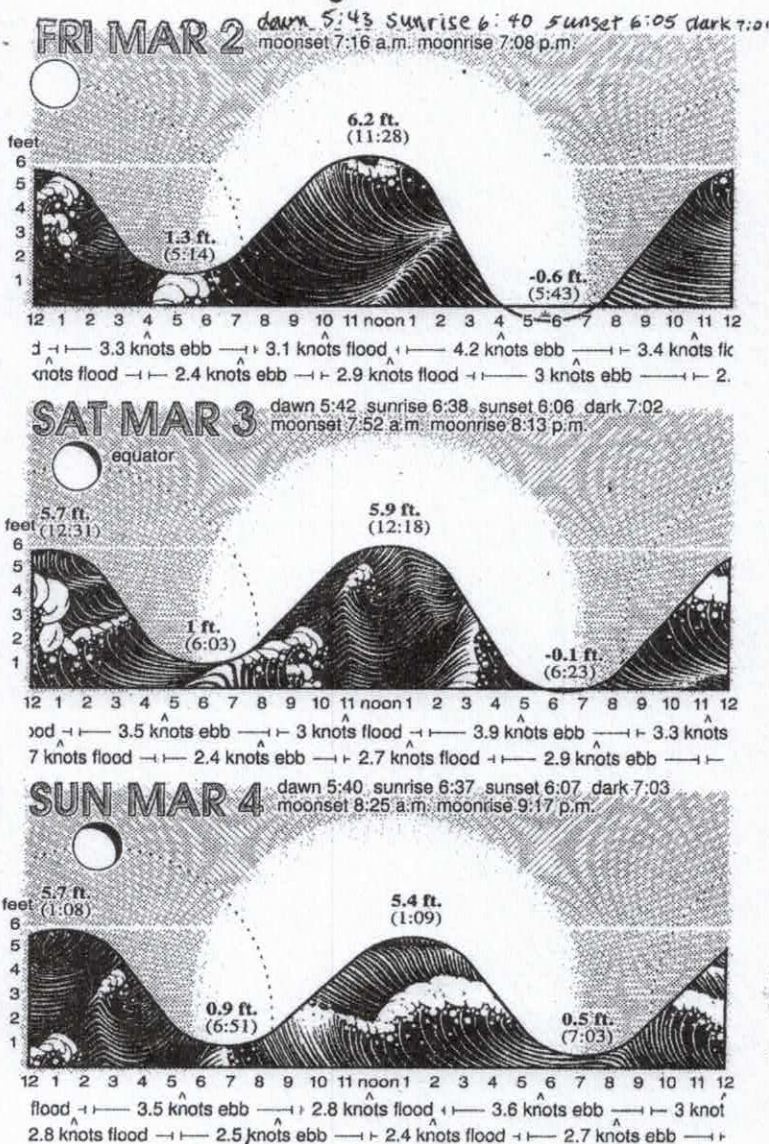 dawn 5:43 sunrise 6:40 sunset 6:05 dark
FRI MAR 2
moonset 7:16 a.m. moonrise 7:08 p.m.
6.2 ft.
(11:28)
feet
6
5
4
3
2
1
1.3 ft.
(5:14)
-0.6 ft.
(5:43)
12 1 2 3 4 5 6 7 8 9 10 11 noon 1 2 3 4 5 6 7 8 9 10 11 12
d 3.3 knots ebb 3.1 knots flood 4.2 knots ebb 3.4 knots flo
knots flood 2.4 knots ebb 2.9 knots flood 3 knots ebb 2.
SAT MAR 3
dawn 5:42 sunrise 6:38 sunset 6:06 dark 7:02
moonset 7:52 a.m. moonrise 8:13 p.m.
equator
5.7 ft.
(12:31)
5.9 ft.
(12:18)
feet
6
5
4
3
2
1
1 ft.
(6:03)
-0.1 ft.
(6:23)
12 1 2 3 4 5 6 7 8 9 10 11 noon 1 2 3 4 5 6 7 8 9 10 11 12
ood 3.5 knots ebb 3 knots flood 3.9 knots ebb 3.3 knots
7 knots flood 2.4 knots ebb 2.7 knots flood 2.9 knots ebb
SUN MAR 4
dawn 5:40 sunrise 6:37 sunset 6:07 dark 7:03
moonset 8:25 a.m. moonrise 9:17 p.m.
5.7 ft.
(1:08)
5.4 ft.
(1:09)
feet
6
5
4
3
2
1
0.9 ft.
(6:51)
0.5 ft.
(7:03)
12 1 2 3 4 5 6 7 8 9 10 11 noon 1 2 3 4 5 6 7 8 9 10 11 12
flood 3.5 knots ebb 2.8 knots flood 3.6 knots ebb 3 knot
2.8 knots flood 2.5 knots ebb 2.4 knots flood 2.7 knots ebb